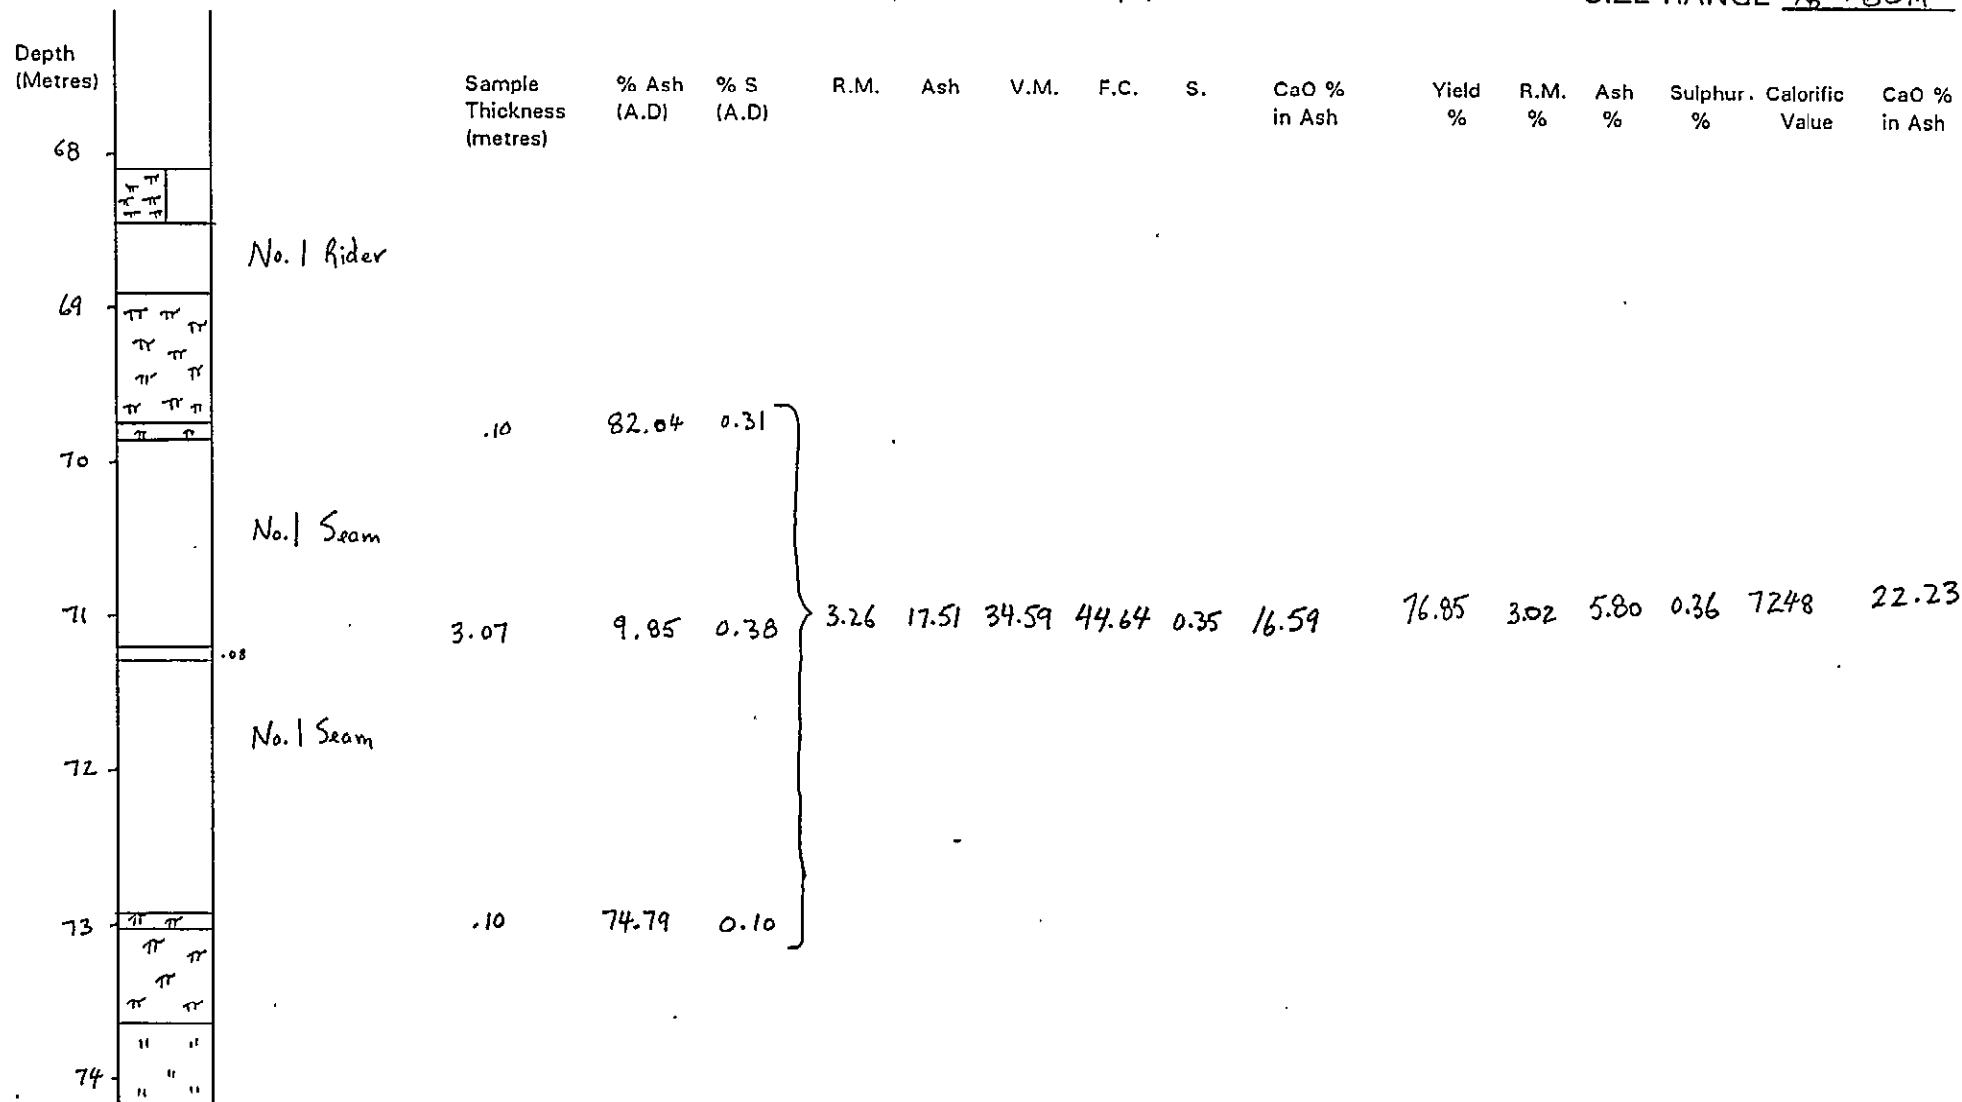 SIZE RANGE
Depth (Metres)
Sample Thickness (metres) % Ash (A.D) % S (A.D) R.M. Ash V.M. F.C. S. CaO % in Ash Yield % R.M. % Ash % Sulphur. % Calorific Value CaO % in Ash
68
No. 1 Rider
69
.10 82.04 0.31
70
No. 1 Seam
71 3.07 9.85 0.38 3.26 17.51 34.59 44.64 0.35 16.59 76.85 3.02 5.80 0.36 7248 22.23
.08
No. 1 Seam
72
73 .10 74.79 0.10
74